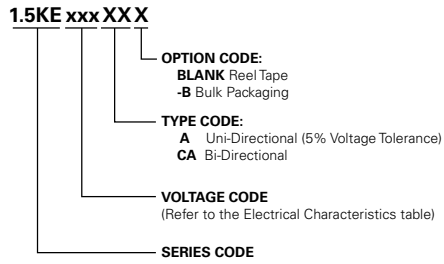 1.5KE xxx XX X
OPTION CODE:
BLANK Reel Tape
-B Bulk Packaging
TYPE CODE:
A Uni-Directional (5% Voltage Tolerance)
CA Bi-Directional
VOLTAGE CODE
(Refer to the Electrical Characteristics table)
SERIES CODE